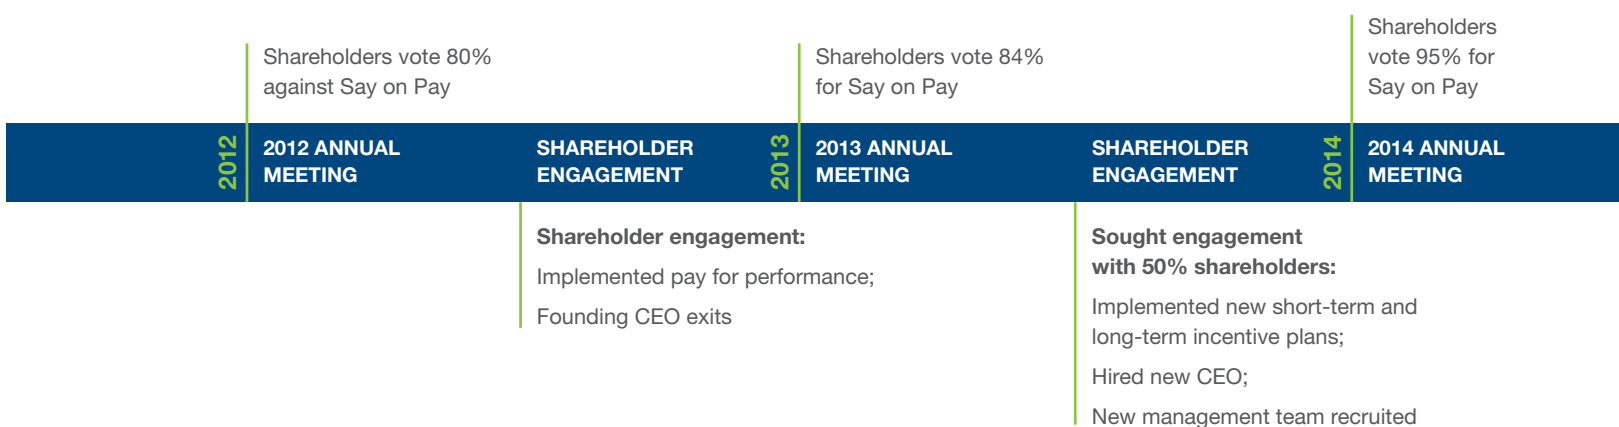 Shareholders vote 80%
against Say on Pay
Shareholders vote 84%
for Say on Pay
Shareholders
vote 95% for
Say on Pay
2012
2012 ANNUAL
MEETING
SHAREHOLDER
ENGAGEMENT
2013
2013 ANNUAL
MEETING
SHAREHOLDER
ENGAGEMENT
2014
2014 ANNUAL
MEETING
Shareholder engagement:
Implemented pay for performance;
Founding CEO exits
Sought engagement
with 50% shareholders:
Implemented new short-term and
long-term incentive plans;
Hired new CEO;
New management team recruited